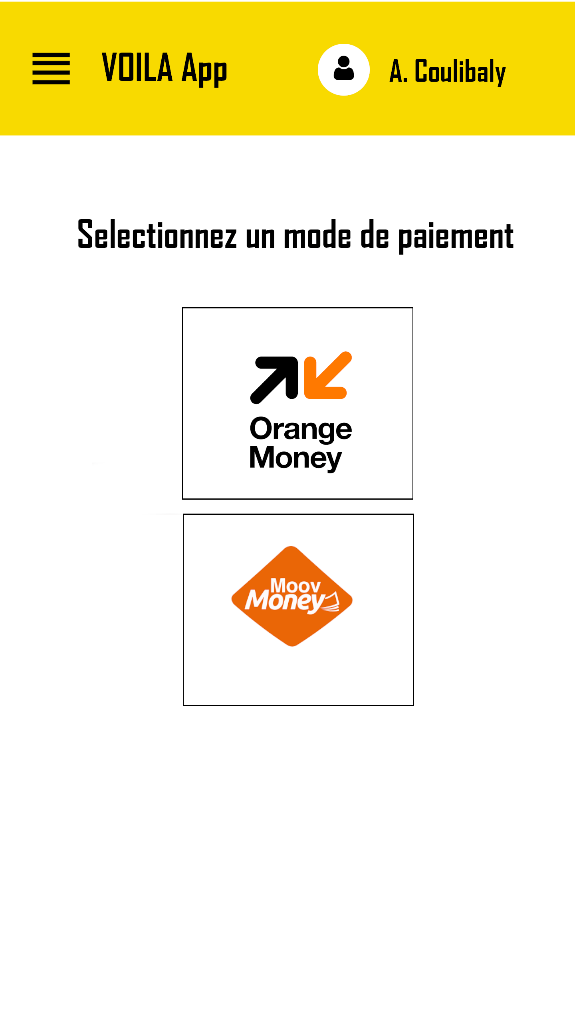 VOILA App
A. Coulibaly
Selectionnez un mode de paiement
Orange
Money
Moov
Money